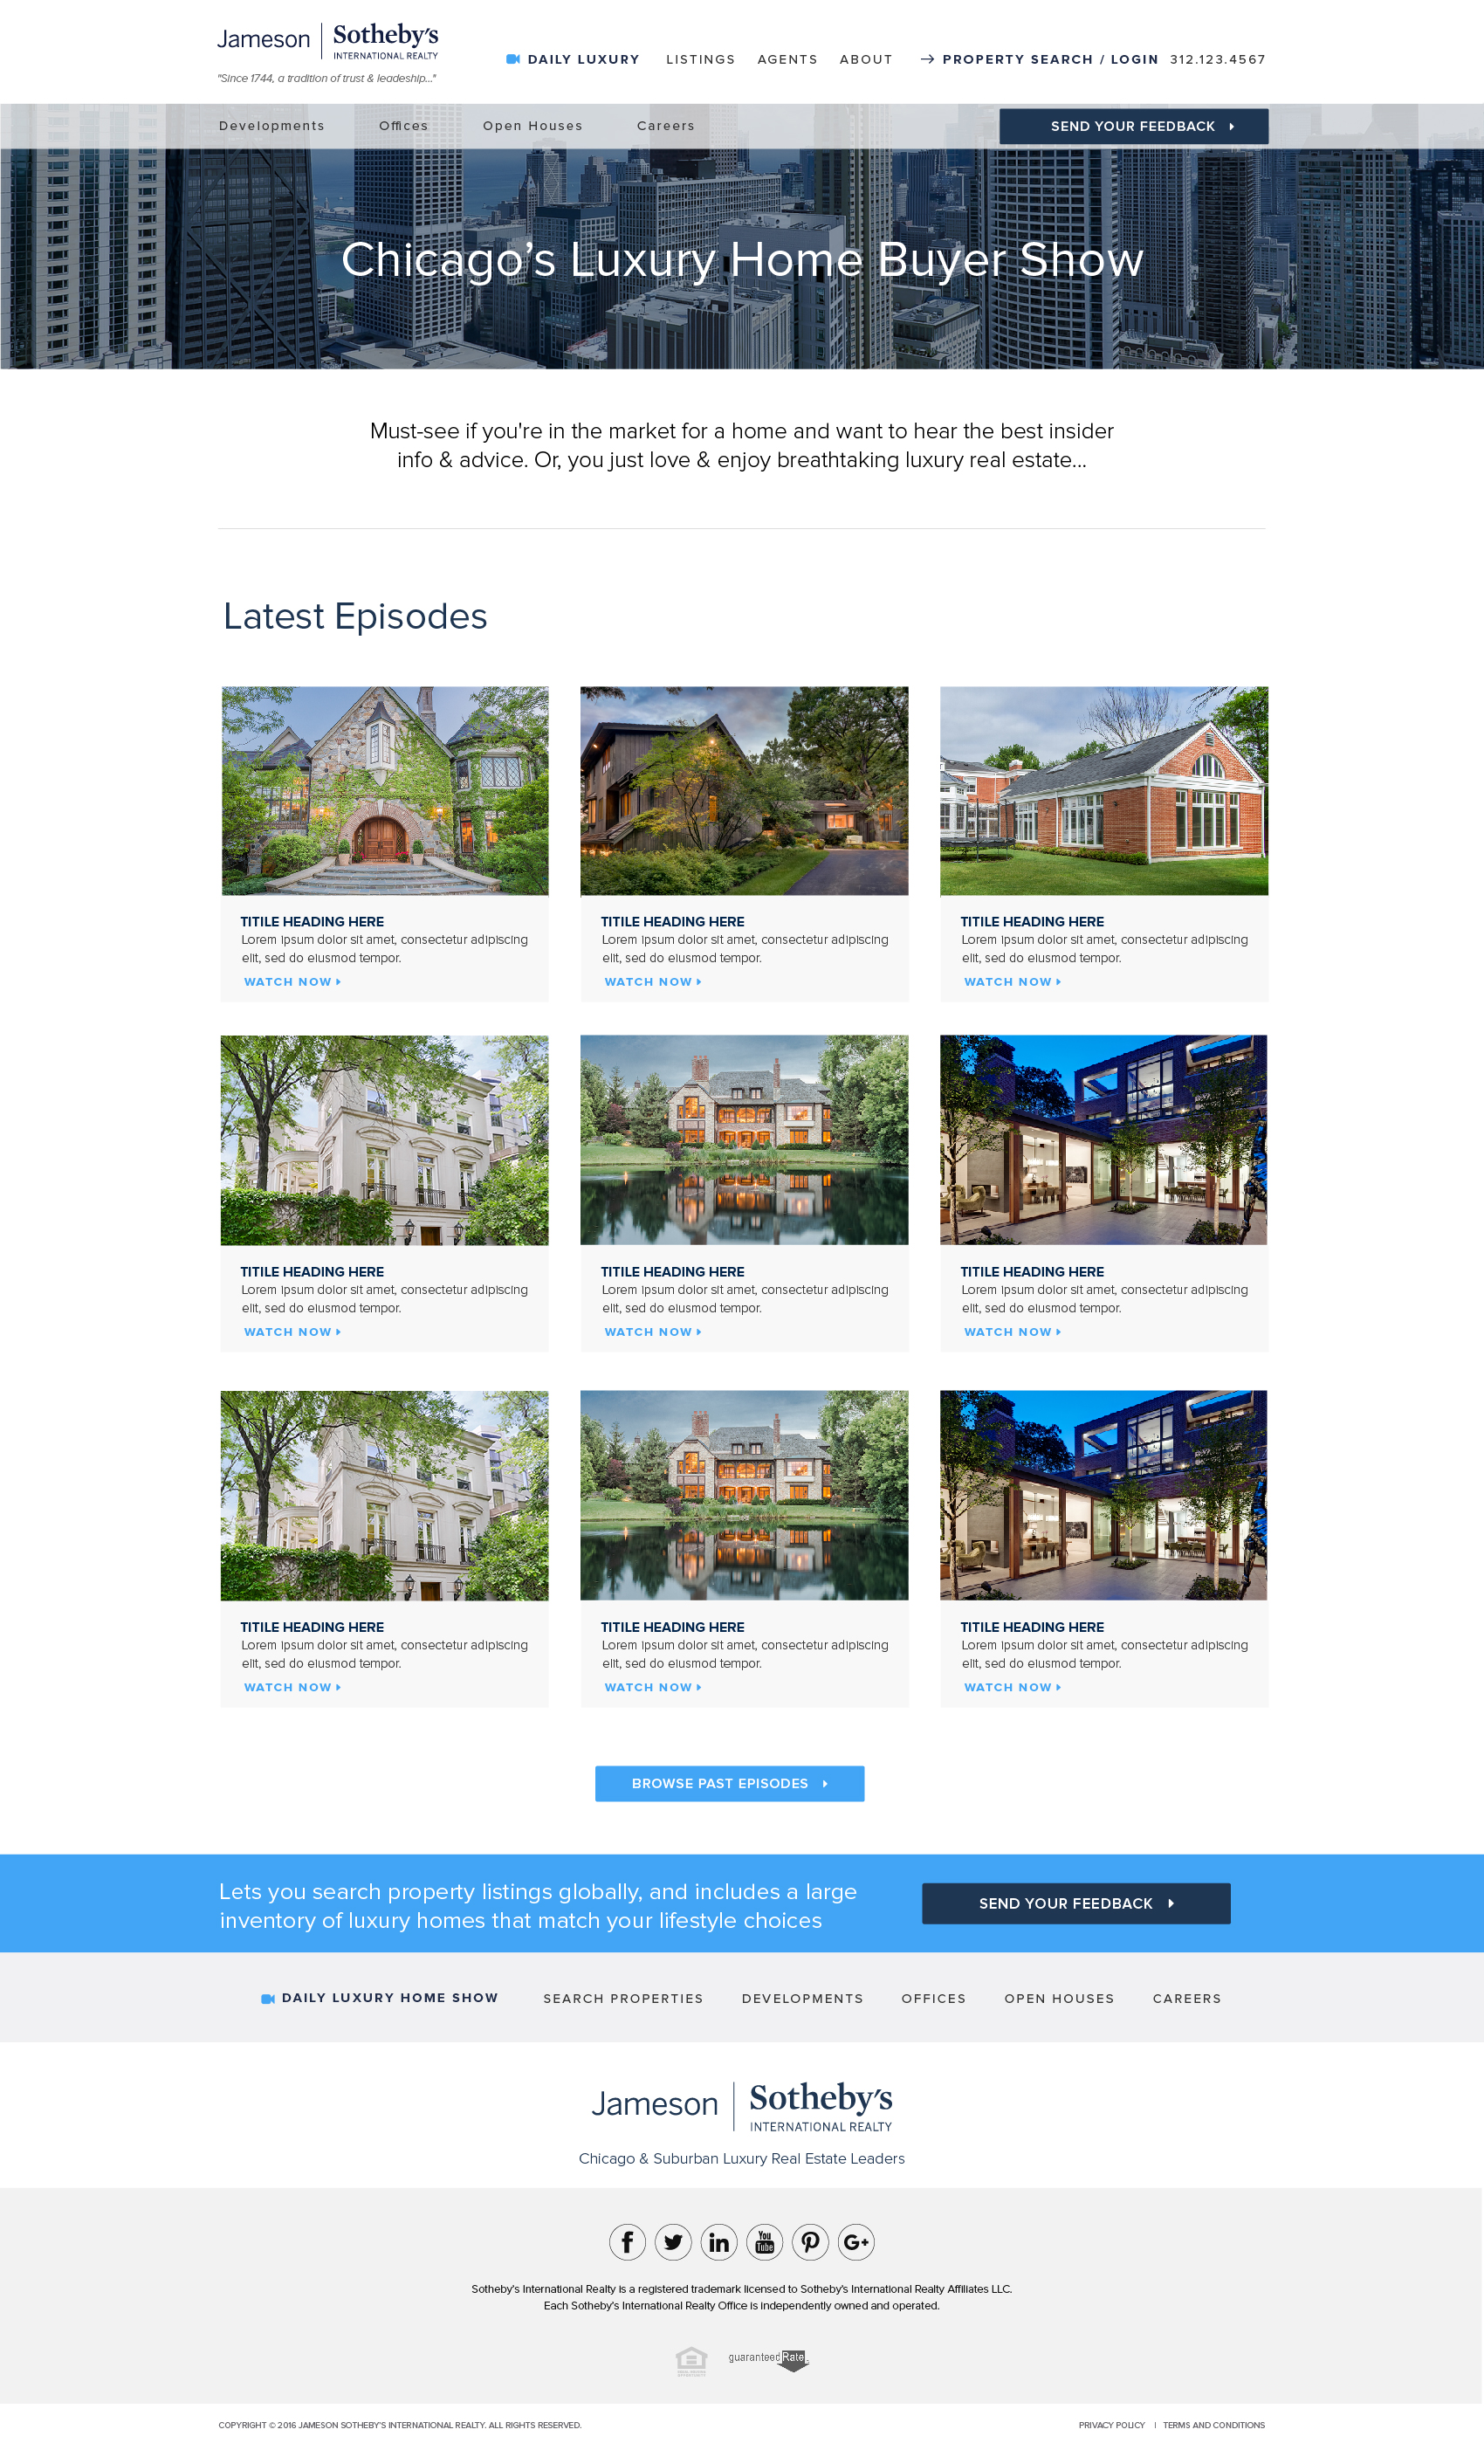 Jameson
Sotheby's
INTERNATIONAL REALTY
"Since 1744, a tradition of trust & leadeship..."
DAILY LUXURY LISTINGS AGENTS ABOUT PROPERTY SEARCH / LOGIN 312.123.4567
Developments Offices Open Houses Careers SEND YOUR FEEDBACK
Chicago's Luxury Home Buyer Show
Must-see if you're in the market for a home and want to hear the best insider
info & advice. Or, you just love & enjoy breathtaking luxury real estate...
Latest Episodes
TITILE HEADING HERE
Lorem ipsum dolor sit amet, consectetur adipiscing
elit, sed do eiusmod tempor.
WATCH NOW
TITILE HEADING HERE
Lorem ipsum dolor sit amet, consectetur adipiscing
elit, sed do eiusmod tempor.
WATCH NOW
TITILE HEADING HERE
Lorem ipsum dolor sit amet, consectetur adipiscing
elit, sed do eiusmod tempor.
WATCH NOW
TITILE HEADING HERE
Lorem ipsum dolor sit amet, consectetur adipiscing
elit, sed do eiusmod tempor.
WATCH NOW
TITILE HEADING HERE
Lorem ipsum dolor sit amet, consectetur adipiscing
elit, sed do eiusmod tempor.
WATCH NOW
TITILE HEADING HERE
Lorem ipsum dolor sit amet, consectetur adipiscing
elit, sed do eiusmod tempor.
WATCH NOW
TITILE HEADING HERE
Lorem ipsum dolor sit amet, consectetur adipiscing
elit, sed do eiusmod tempor.
WATCH NOW
TITILE HEADING HERE
Lorem ipsum dolor sit amet, consectetur adipiscing
elit, sed do eiusmod tempor.
WATCH NOW
TITILE HEADING HERE
Lorem ipsum dolor sit amet, consectetur adipiscing
elit, sed do eiusmod tempor.
WATCH NOW
BROWSE PAST EPISODES
Lets you search property listings globally, and includes a large
inventory of luxury homes that match your lifestyle choices
SEND YOUR FEEDBACK
DAILY LUXURY HOME SHOW SEARCH PROPERTIES DEVELOPMENTS OFFICES OPEN HOUSES CAREERS
Jameson
Sotheby's
INTERNATIONAL REALTY
Chicago & Suburban Luxury Real Estate Leaders
f in You Tube G+
Sotheby's International Realty is a registered trademark licensed to Sotheby's International Realty Affiliates LLC.
Each Sotheby's International Realty Office is independently owned and operated.
guaranteed Rate
COPYRIGHT © 2016 JAMESON SOTHEBY'S INTERNATIONAL REALTY. ALL RIGHTS RESERVED.
PRIVACY POLICY | TERMS AND CONDITIONS